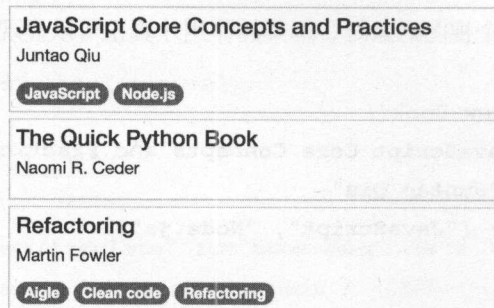 JavaScript Core Concepts and Practices
Juntao Qiu
JavaScript Node.js
The Quick Python Book
Naomi R. Ceder
Refactoring
Martin Fowler
Aigle Clean code Refactoring